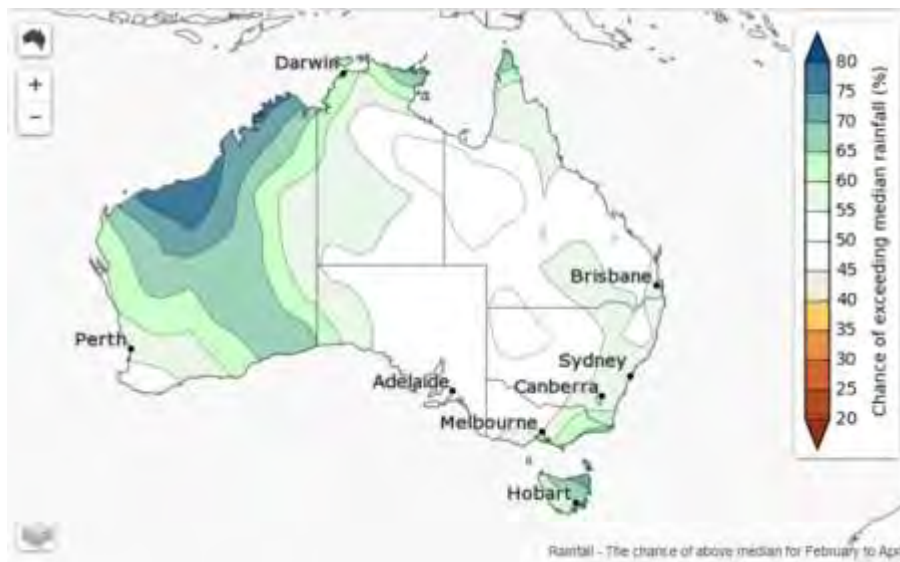 +
−
Darwin
Brisbane
Perth
Sydney
Adelaide
Canberra
Melbourne
Hobart
80
75
70
65
60
55
50
45
40
35
30
25
20
Chance of exceeding median rainfall (%)
Rainfall - The chance of above median for February to Apr